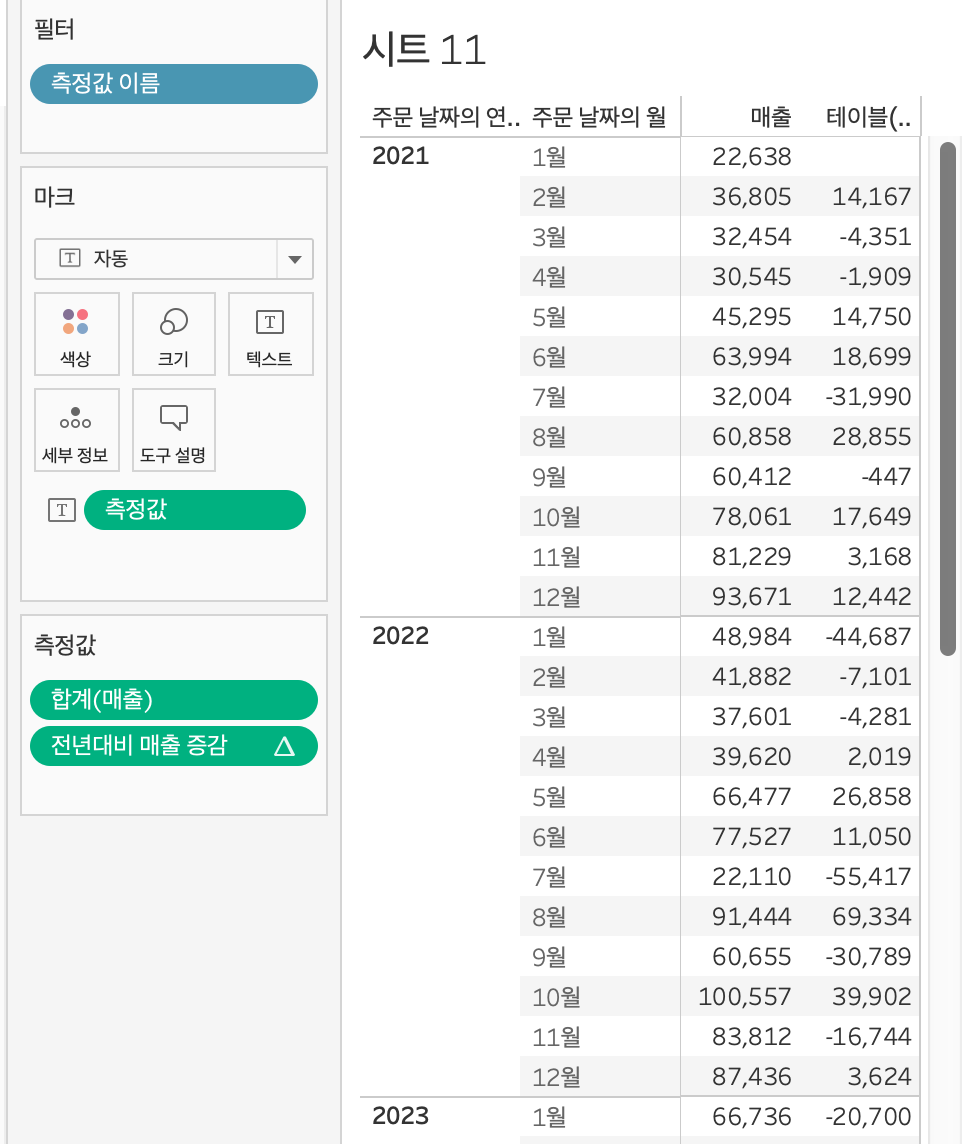 필터
측정값 이름
마크
T 자동
색상 크기 T 텍스트
세부 정보 도구 설명
T 측정값
측정값
합계(매출)
전년대비 매출 증감 Δ
시트 11
주문 날짜의 연.. 주문 날짜의 월 매출 테이블(..
2021 1월 22,638
2월 36,805 14,167
3월 32,454 -4,351
4월 30,545 -1,909
5월 45,295 14,750
6월 63,994 18,699
7월 32,004 -31,990
8월 60,858 28,855
9월 60,412 -447
10월 78,061 17,649
11월 81,229 3,168
12월 93,671 12,442
2022 1월 48,984 -44,687
2월 41,882 -7,101
3월 37,601 -4,281
4월 39,620 2,019
5월 66,477 26,858
6월 77,527 11,050
7월 22,110 -55,417
8월 91,444 69,334
9월 60,655 -30,789
10월 100,557 39,902
11월 83,812 -16,744
12월 87,436 3,624
2023 1월 66,736 -20,700